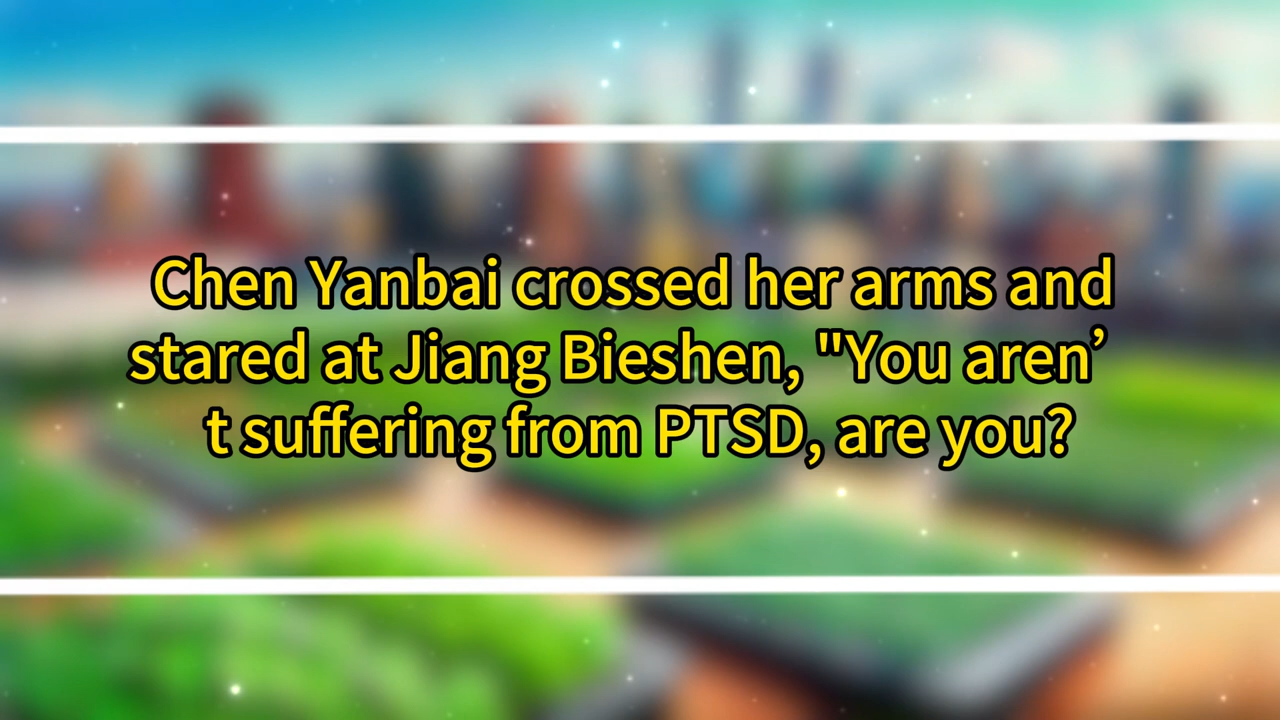 Chen Yanbai crossed her arms and
stared at Jiang Bieshen, "You aren’
t suffering from PTSD, are you?